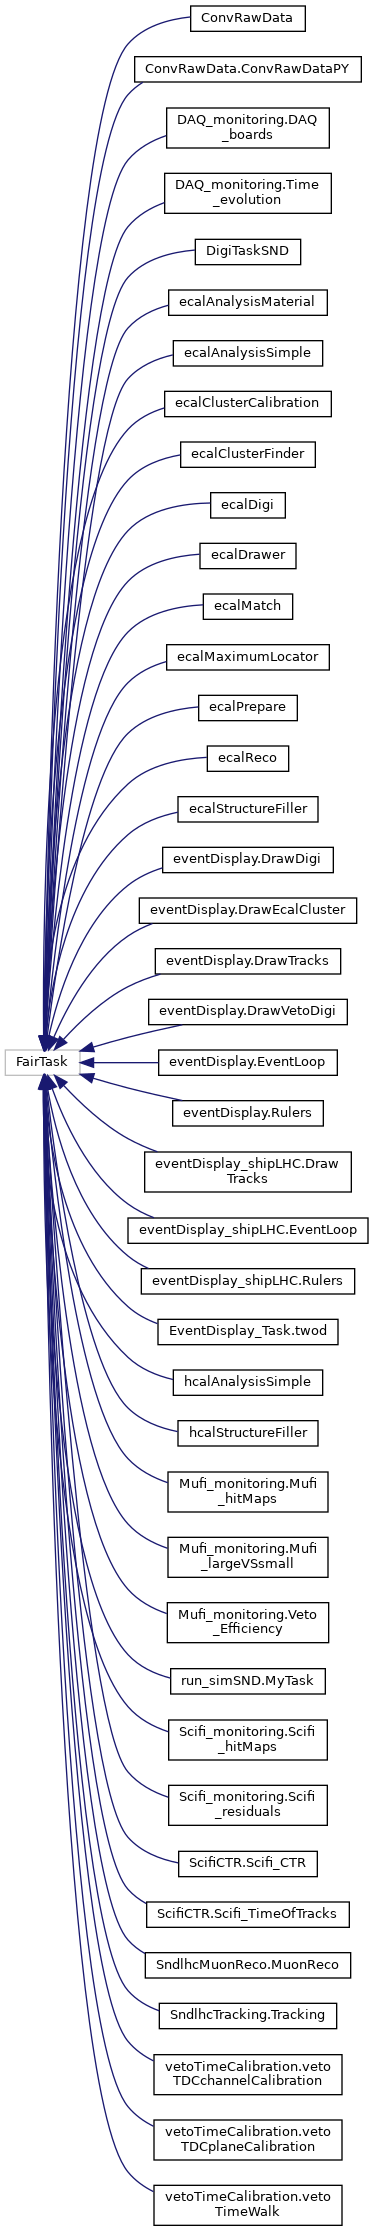 ConvRawData
ConvRawData.ConvRawDataPY
DAQ_monitoring.DAQ
_boards
DAQ_monitoring.Time
_evolution
DigiTaskSND
ecalAnalysisMaterial
ecalAnalysisSimple
ecalClusterCalibration
ecalClusterFinder
ecalDigi
ecalDrawer
ecalMatch
ecalMaximumLocator
ecalPrepare
ecalReco
ecalStructureFiller
eventDisplay.DrawDigi
eventDisplay.DrawEcalCluster
eventDisplay.DrawTracks
eventDisplay.DrawVetoDigi
FairTask
eventDisplay.EventLoop
eventDisplay.Rulers
eventDisplay_shipLHC.Draw
Tracks
eventDisplay_shipLHC.EventLoop
eventDisplay_shipLHC.Rulers
EventDisplay_Task.twod
hcalAnalysisSimple
hcalStructureFiller
Mufi_monitoring.Mufi
_hitMaps
Mufi_monitoring.Mufi
_largeVSsmall
Mufi_monitoring.Veto
_Efficiency
run_simSND.MyTask
Scifi_monitoring.Scifi
_hitMaps
Scifi_monitoring.Scifi
_residuals
ScifiCTR.Scifi_CTR
ScifiCTR.Scifi_TimeOfTracks
SndlhcMuonReco.MuonReco
SndlhcTracking.Tracking
vetoTimeCalibration.veto
TDCchannelCalibration
vetoTimeCalibration.veto
TDCplaneCalibration
vetoTimeCalibration.veto
TimeWalk